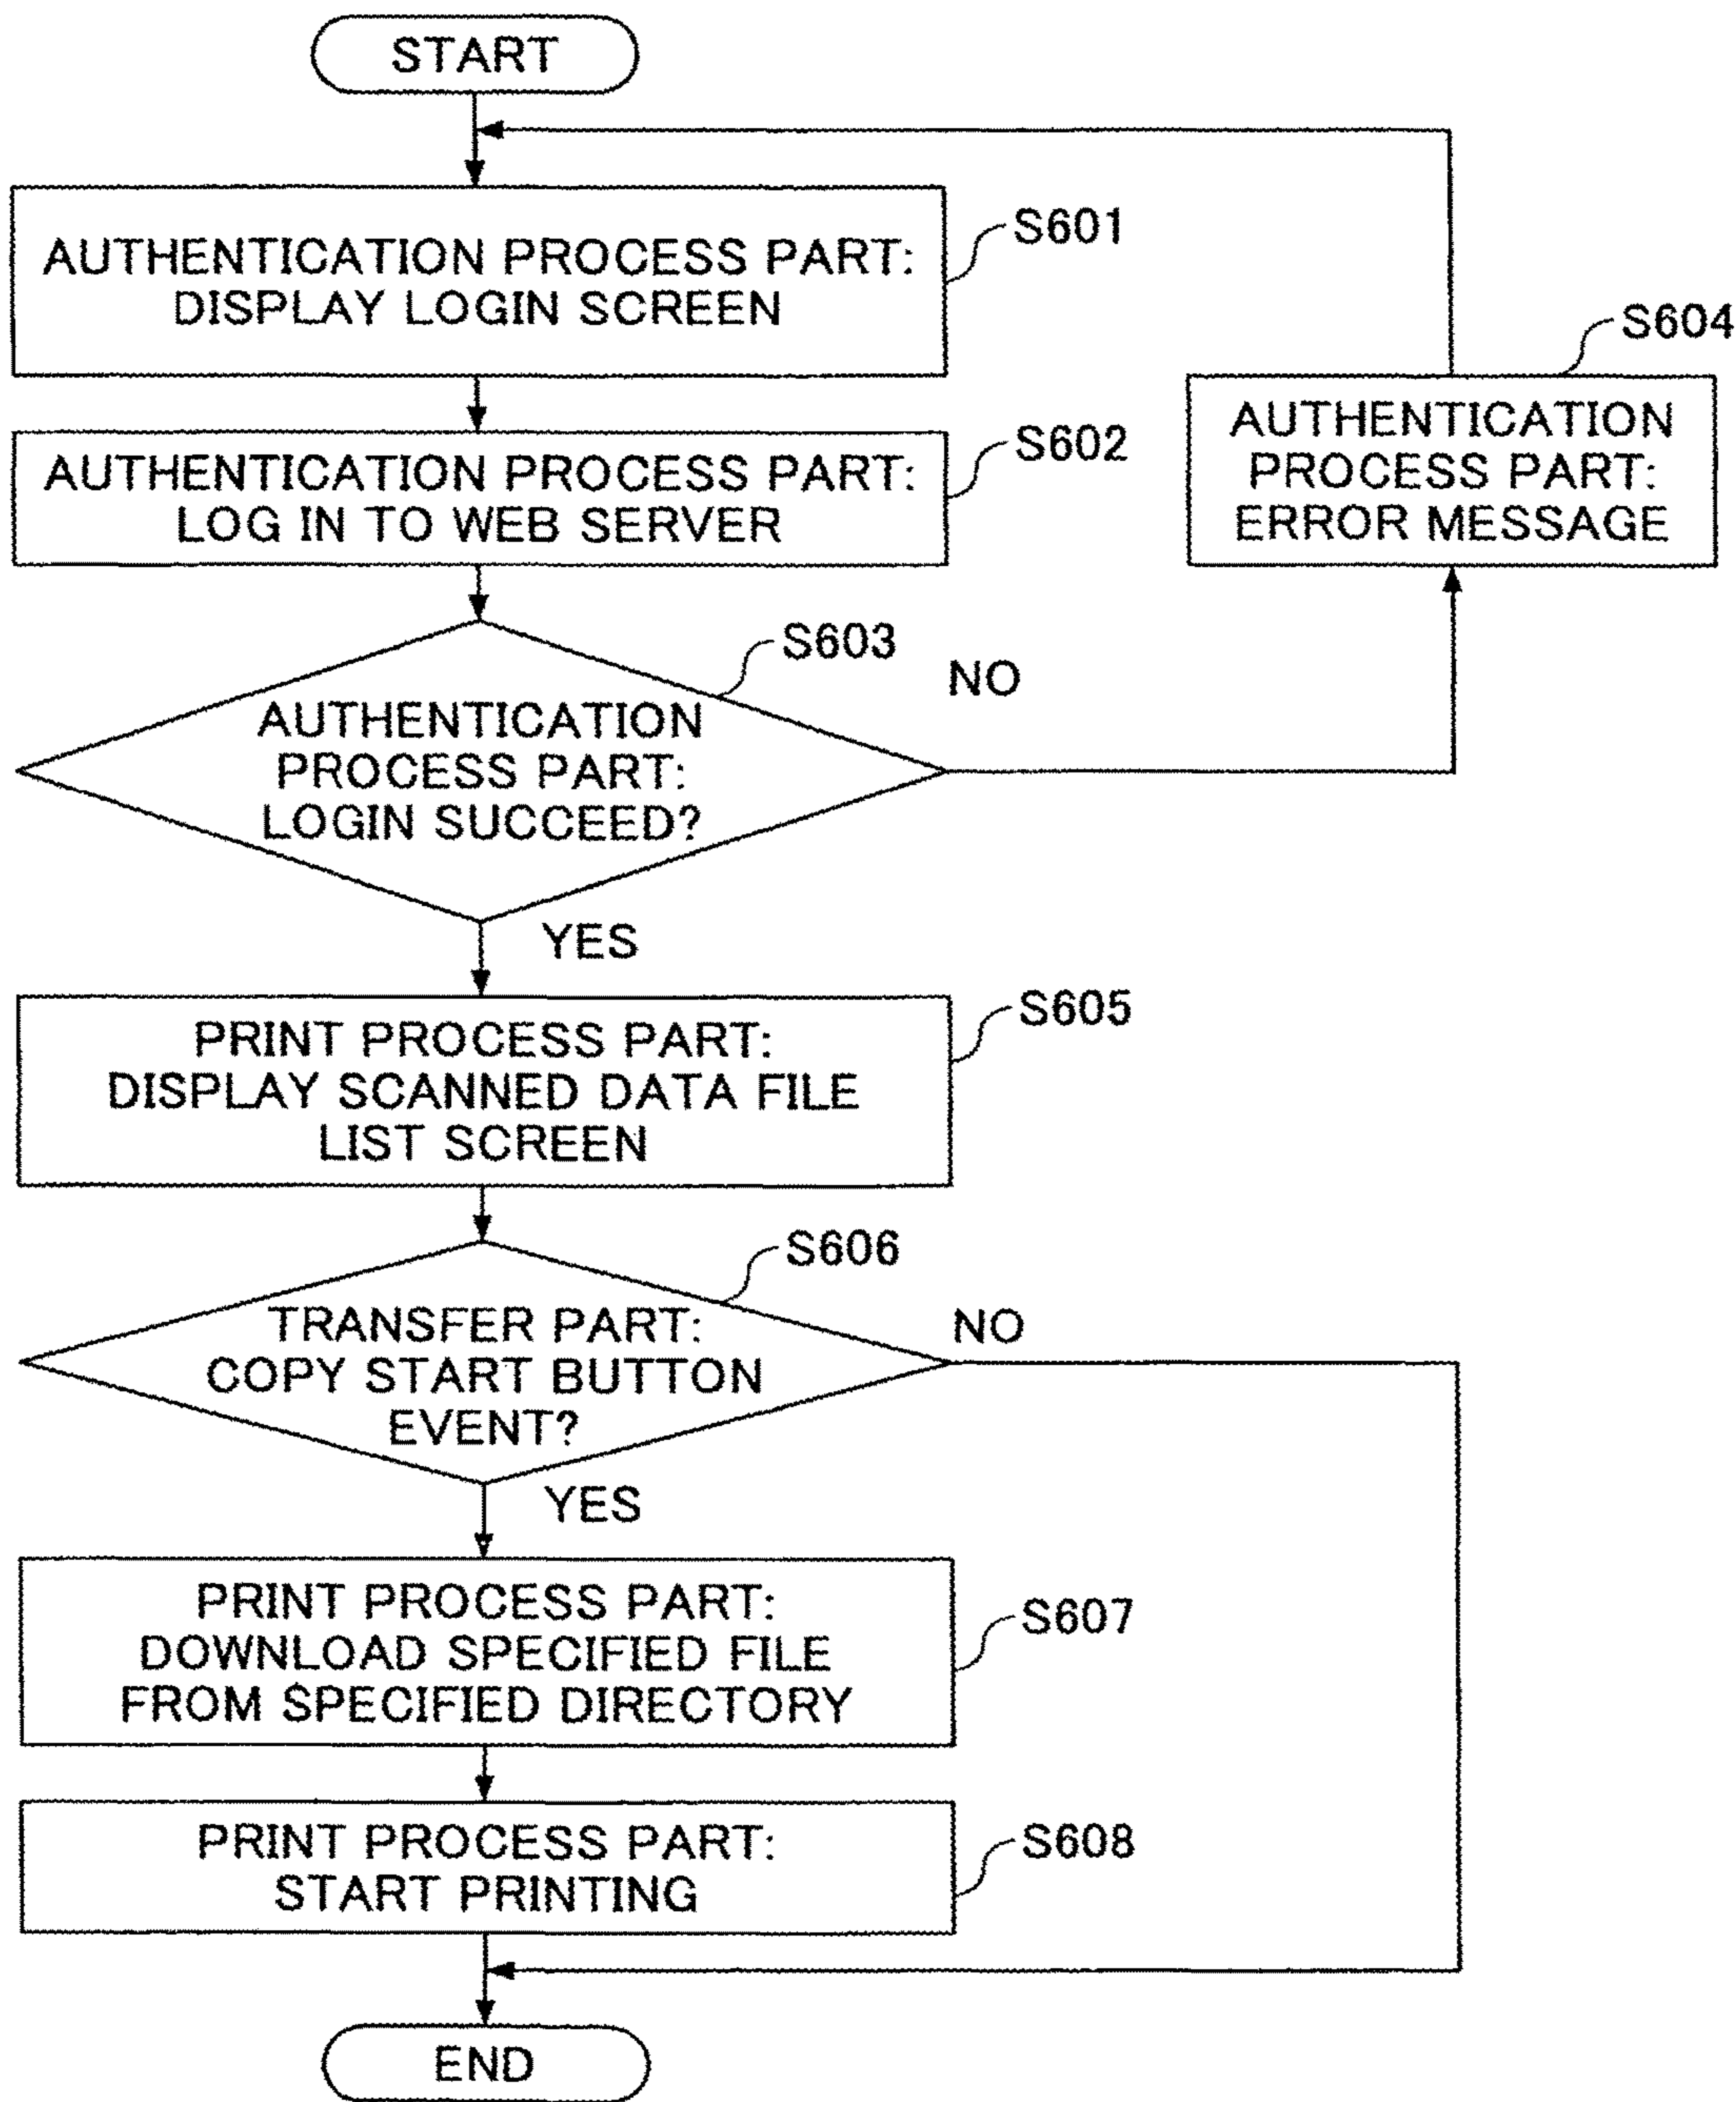 START
AUTHENTICATION PROCESS PART:
DISPLAY LOGIN SCREEN
S601
AUTHENTICATION PROCESS PART:
LOG IN TO WEB SERVER
S602
AUTHENTICATION
PROCESS PART:
LOGIN SUCCEED?
S603
NO
S604
AUTHENTICATION
PROCESS PART:
ERROR MESSAGE
YES
PRINT PROCESS PART:
DISPLAY SCANNED DATA FILE
LIST SCREEN
S605
TRANSFER PART:
COPY START BUTTON
EVENT?
S606
NO
YES
PRINT PROCESS PART:
DOWNLOAD SPECIFIED FILE
FROM SPECIFIED DIRECTORY
S607
PRINT PROCESS PART:
START PRINTING
S608
END